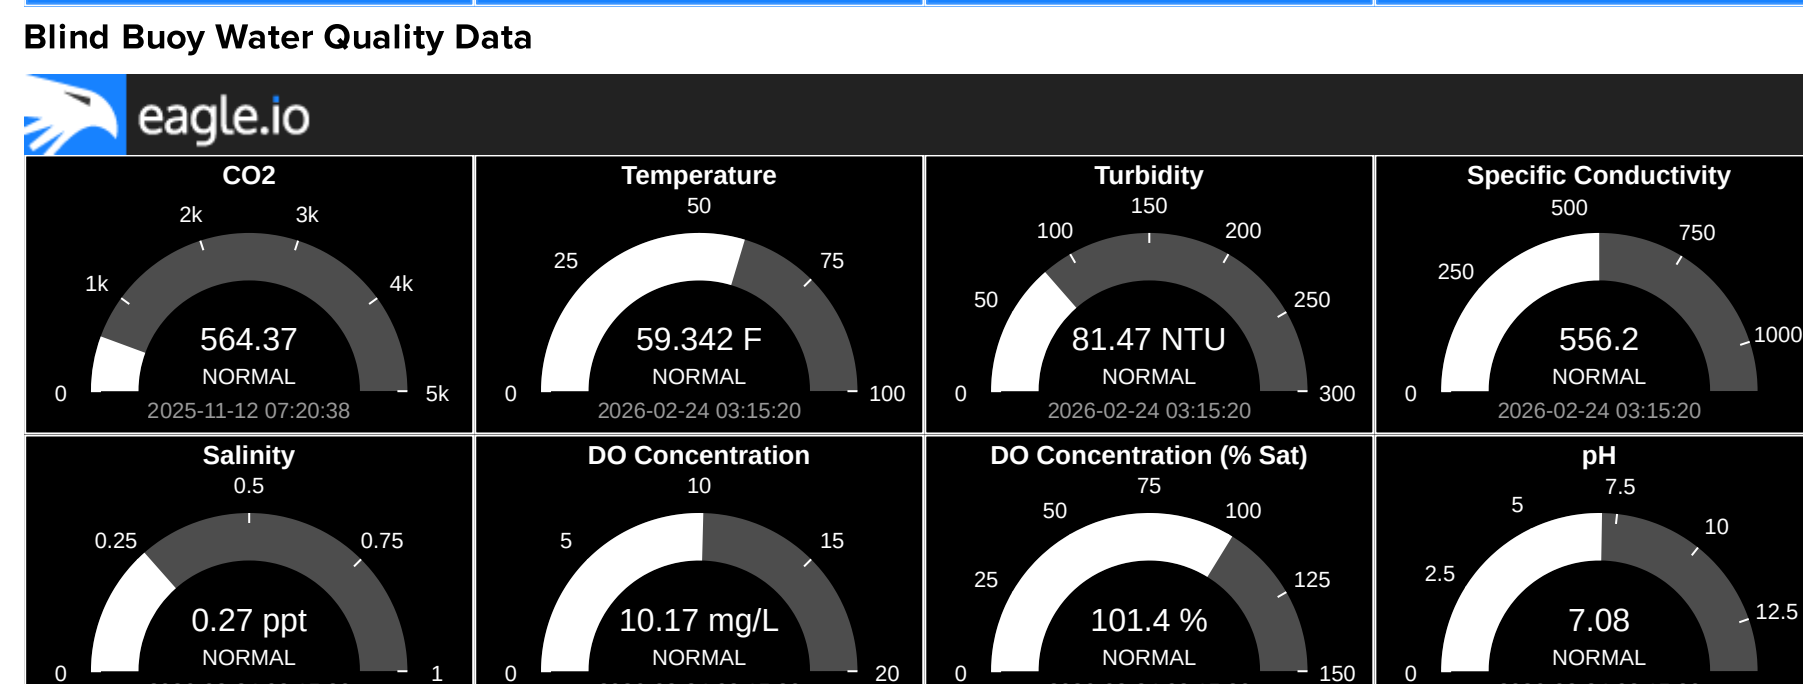 Blind Buoy Water Quality Data
eagle.io
CO2
0
1k
2k
3k
4k
5k
564.37
NORMAL
2025-11-12 07:20:38
Temperature
0
25
50
75
100
59.342 F
NORMAL
2026-02-24 03:15:20
Turbidity
0
50
100
150
200
250
300
81.47 NTU
NORMAL
2026-02-24 03:15:20
Specific Conductivity
0
250
500
750
1000
556.2
NORMAL
2026-02-24 03:15:20
Salinity
0
0.25
0.5
0.75
1
0.27 ppt
NORMAL
DO Concentration
0
5
10
15
20
10.17 mg/L
NORMAL
DO Concentration (% Sat)
0
25
50
75
100
125
150
101.4 %
NORMAL
pH
0
2.5
5
7.5
10
12.5
7.08
NORMAL